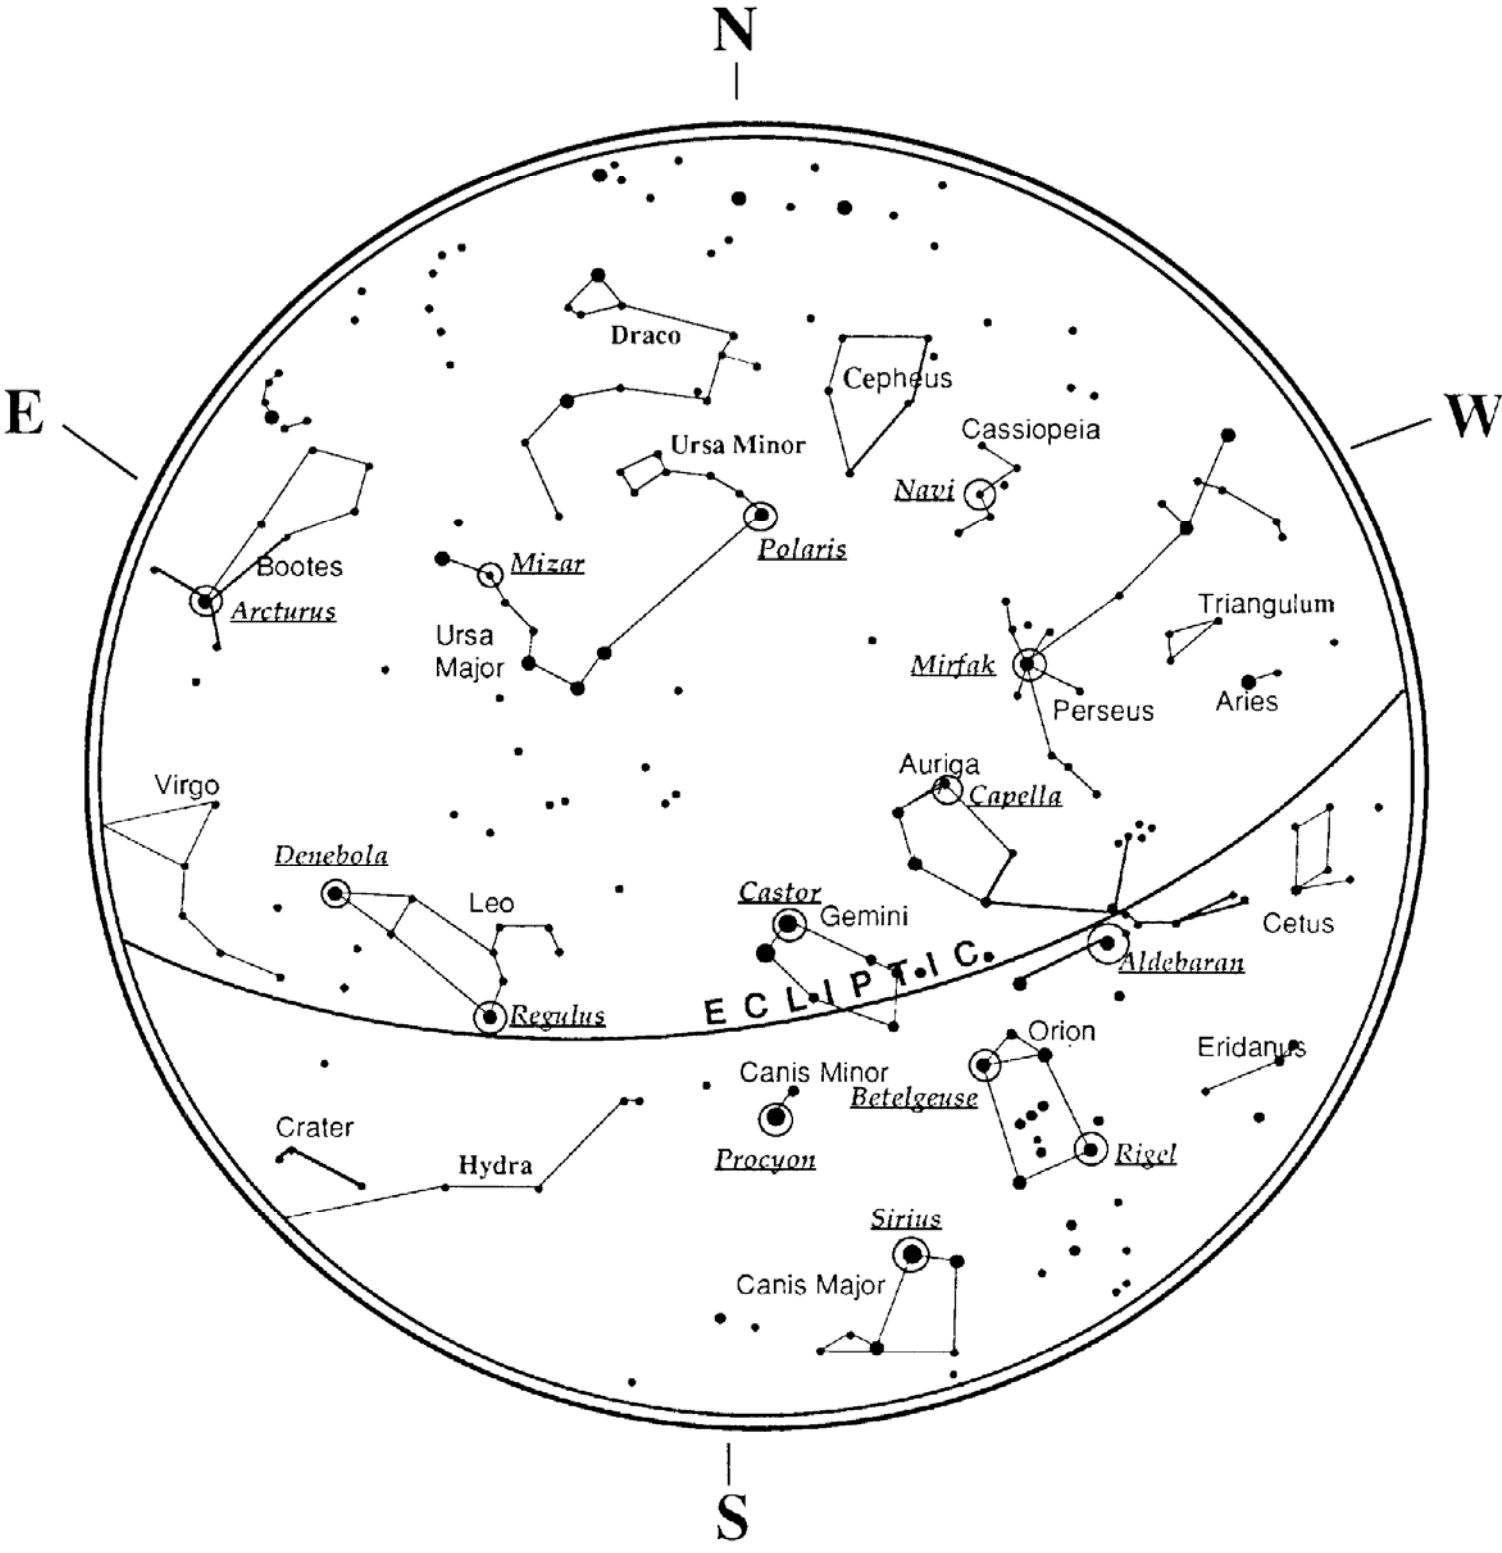 N
E
W
Draco
Cepheus
Cassiopeia
Ursa Minor
Navi
Polaris
Mizar
Bootes
Arcturus
Triangulum
Ursa
Major
Mirfak
Aries
Perseus
Auriga
Capella
Virgo
Denebola
Castor
Leo
Gemini
Cetus
Aldebaran
ECLIPTIC
Regulus
Orion
Eridanus
Canis Minor
Betelgeuse
Crater
Hydra
Procyon
Rigel
Sirius
Canis Major
S